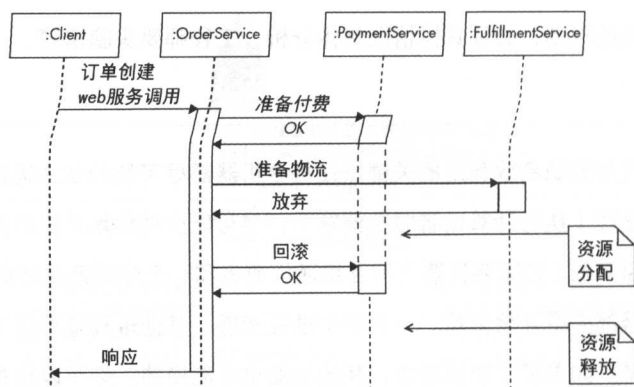 :Client
:OrderService
:PaymentService
:FulfillmentService
订单创建
web服务调用
准备付费
OK
准备物流
放弃
资源
分配
回滚
OK
资源
释放
响应